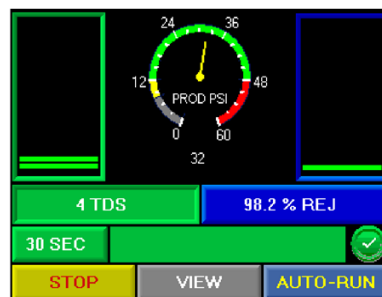 24 36
12 48
PROD PSI
0 60
32
4 TDS 98.2 % REJ
30 SEC
STOP VIEW AUTO-RUN